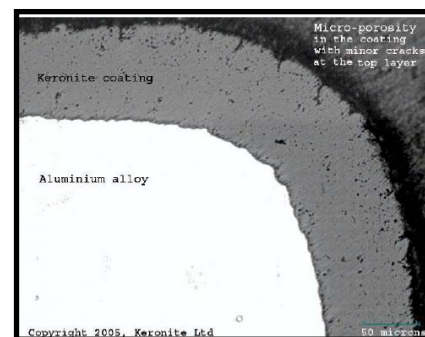 Micro-porosity
in the coating
with minor cracks
at the top layer
Keronite coating
Aluminium alloy
Copyright 2005, Keronite Ltd
50 microns